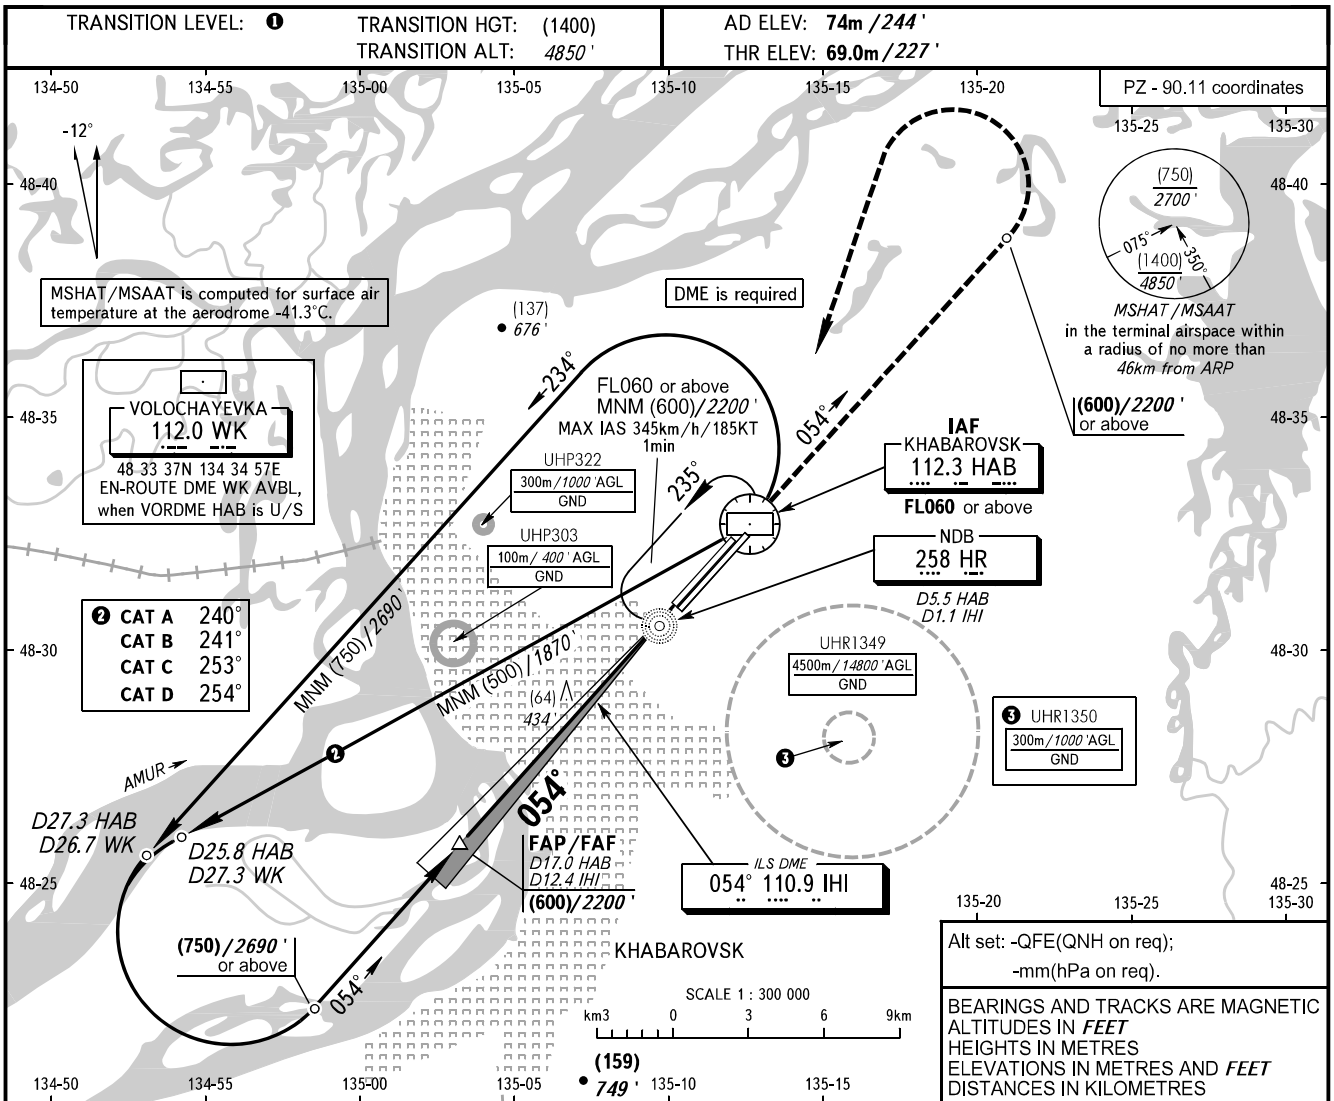 TRANSITION LEVEL: ❶ TRANSITION HGT: (1400)
TRANSITION ALT: 4850 '
AD ELEV: 74m /244 '
THR ELEV: 69.0m/227 '
134-50 134-55 135-00 135-05 135-10 135-15 135-20
PZ - 90.11 coordinates
135-25 135-30
-12°
48-40
48-40
(750)
2700 '
075°
350°
(1400)
4850 '
MSHAT/MSAAT
in the terminal airspace within
a radius of no more than
46km from ARP
MSHAT/MSAAT is computed for surface air
temperature at the aerodrome -41.3°C.
(137)
676 '
DME is required
VOLOCHAYEVKA
112.0 WK
48 33 37N 134 34 57E
EN-ROUTE DME WK AVBL,
when VORDME HAB is U/S
234°
FL060 or above
MNM (600)/2200 '
MAX IAS 345km/h/185KT
1min
054°
(600)/2200 '
or above
48-35
48-35
IAF
KHABAROVSK
112.3 HAB
FL060 or above
UHP322
300m/1000 'AGL
GND
235°
UHP303
100m/400 'AGL
GND
NDB
258 HR
D5.5 HAB
D1.1 IHI
❷ CAT A 240°
CAT B 241°
CAT C 253°
CAT D 254°
MNM (750)/2690 '
MNM (500)/1870 '
48-30
48-30
UHR1349
4500m/14800 'AGL
GND
(64)
434 '
❸ UHR1350
300m/1000 'AGL
GND
❷
❸
AMUR
054°
D27.3 HAB
D26.7 WK
D25.8 HAB
D27.3 WK
FAP/FAF
D17.0 HAB
D12.4 IHI
(600)/2200 '
ILS DME
054° 110.9 IHI
48-25
48-25
135-20 135-25 135-30
(750)/2690 '
or above
054°
KHABAROVSK
SCALE 1 : 300 000
km3 0 3 6 9km
(159)
749 '
Alt set: -QFE(QNH on req);
-mm(hPa on req).
BEARINGS AND TRACKS ARE MAGNETIC
ALTITUDES IN FEET
HEIGHTS IN METRES
ELEVATIONS IN METRES AND FEET
DISTANCES IN KILOMETRES
134-50 134-55 135-00 135-05 135-10 135-15